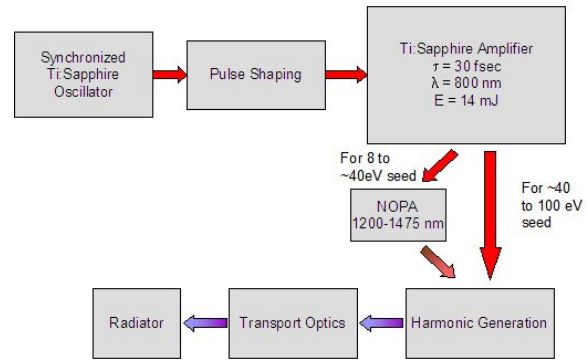 Synchronized
Ti:Sapphire
Oscillator
Pulse Shaping
Ti:Sapphire Amplifier
τ = 30 fsec
λ = 800 nm
E = 14 mJ
For 8 to
~40eV seed
For ~40
to 100 eV
seed
NOPA
1200-1475 nm
Radiator
Transport Optics
Harmonic Generation